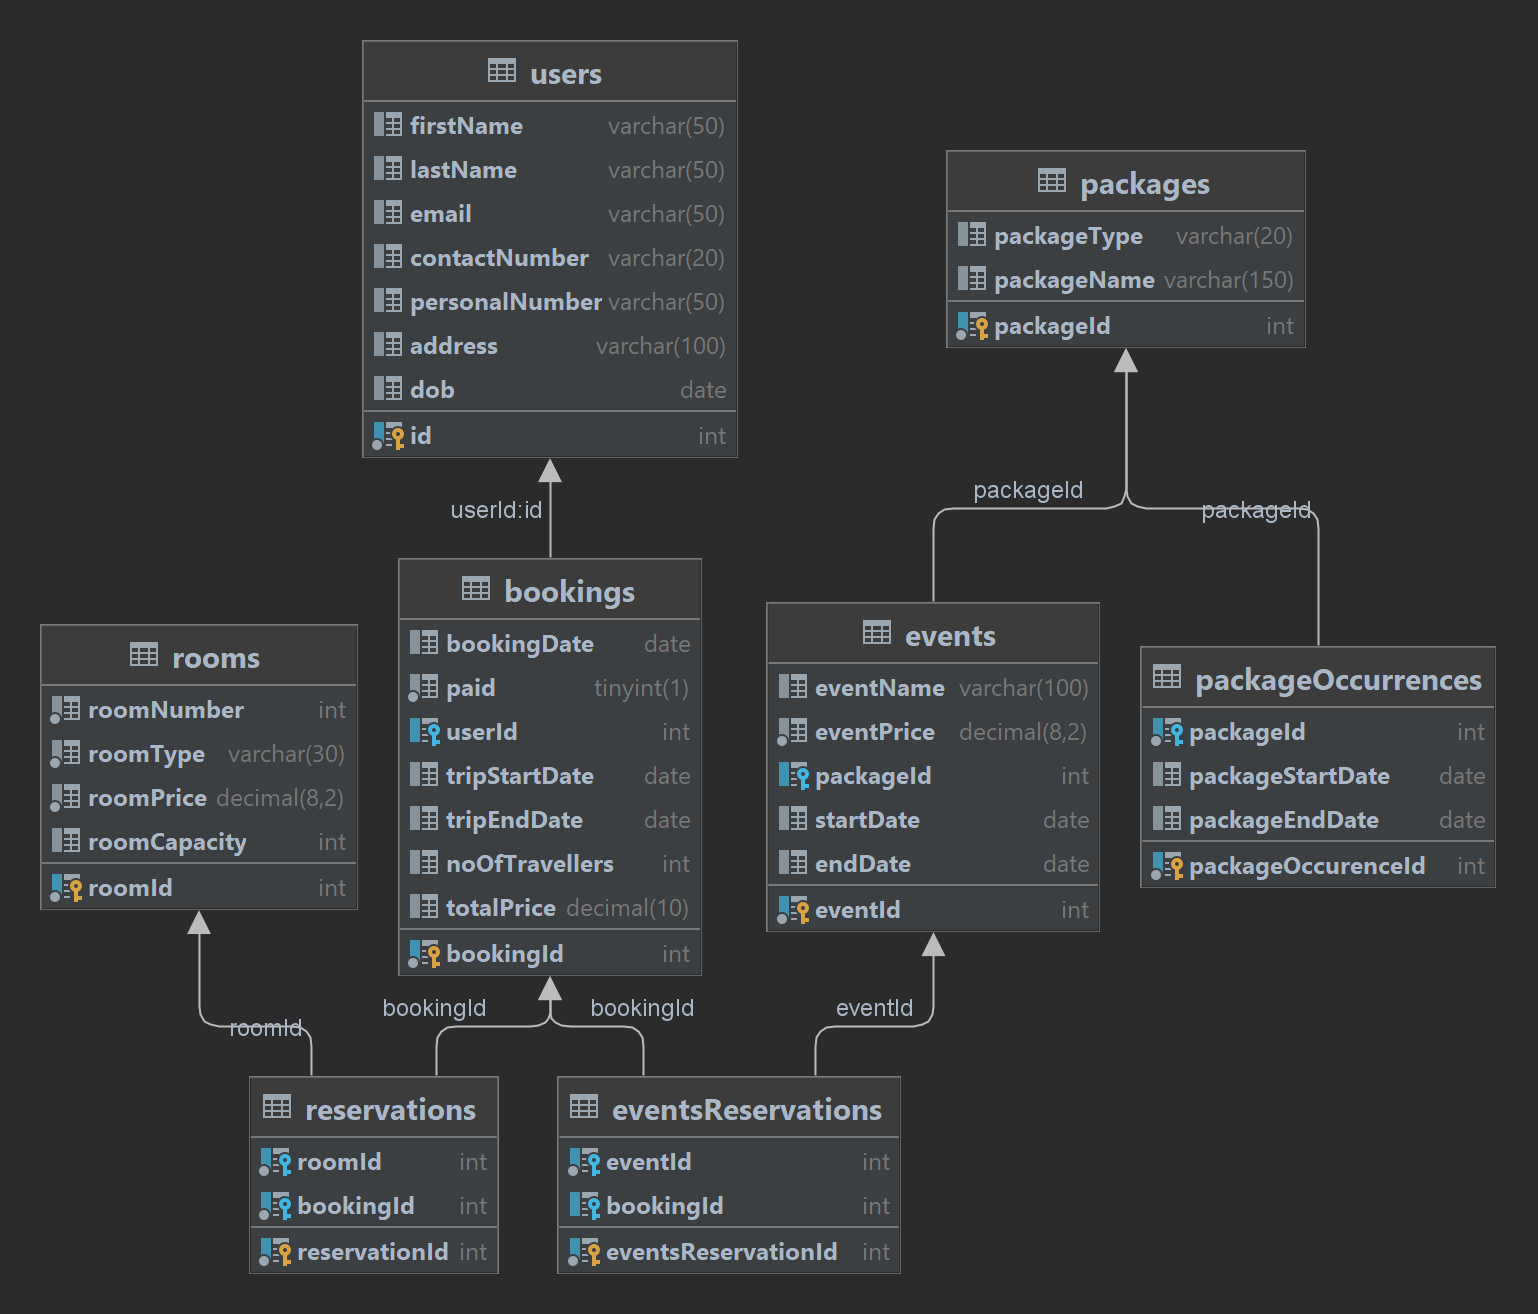 users
firstName varchar(50)
lastName varchar(50)
email varchar(50)
contactNumber varchar(20)
personalNumber varchar(50)
address varchar(100)
dob date
id int
packages
packageType varchar(20)
packageName varchar(150)
packageId int
userId:id
packageId
packageId
bookings
bookingDate date
paid tinyint(1)
userId int
tripStartDate date
tripEndDate date
noOfTravellers int
totalPrice decimal(10)
bookingId int
rooms
roomNumber int
roomType varchar(30)
roomPrice decimal(8,2)
roomCapacity int
roomId int
events
eventName varchar(100)
eventPrice decimal(8,2)
packageId int
startDate date
endDate date
eventId int
packageOccurrences
packageId int
packageStartDate date
packageEndDate date
packageOccurenceId int
roomId
bookingId
bookingId
eventId
reservations
roomId int
bookingId int
reservationId int
eventsReservations
eventId int
bookingId int
eventsReservationId int